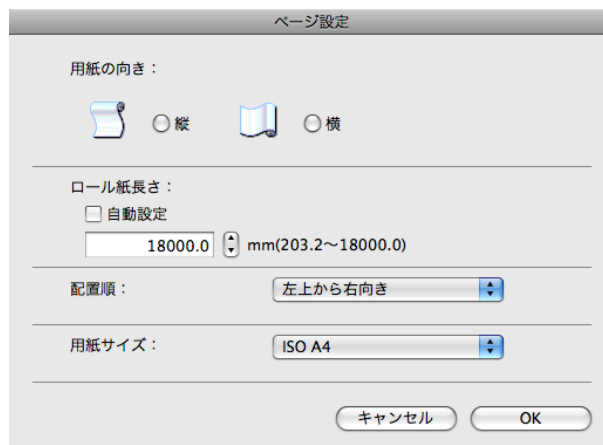 ページ設定
用紙の向き：
縦 横
ロール紙長さ：
自動設定
18000.0 mm(203.2〜18000.0)
配置順： 左上から右向き
用紙サイズ： ISO A4
キャンセル OK